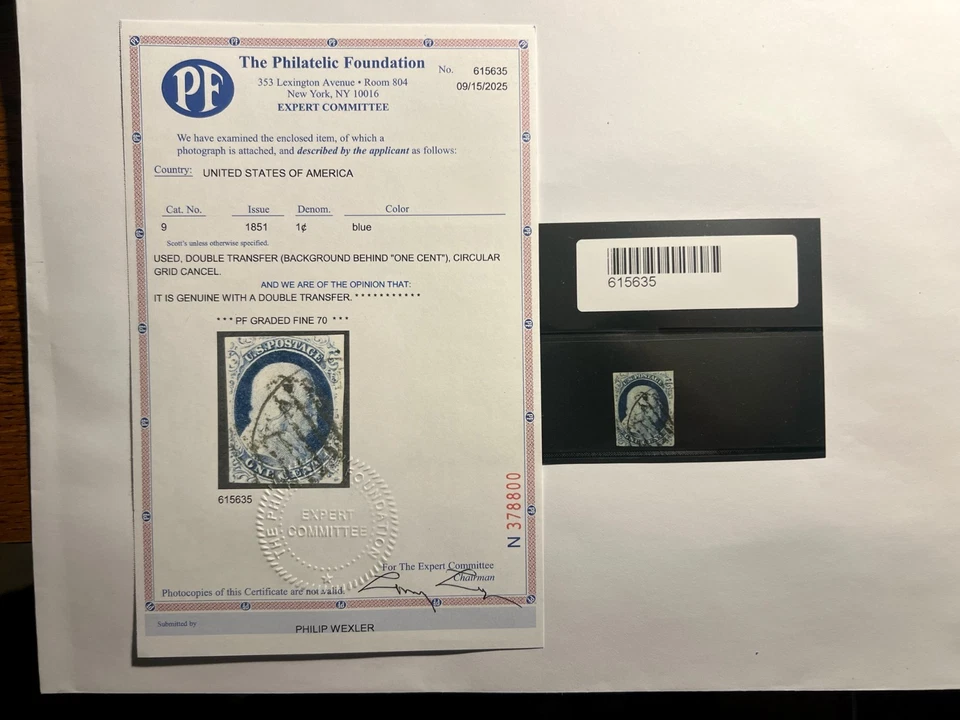 PF
The Philatelic Foundation
353 Lexington Avenue • Room 804
New York, NY 10016
EXPERT COMMITTEE
No. 615635
09/15/2025
We have examined the enclosed item, of which a
photograph is attached, and described by the applicant as follows:
Country: UNITED STATES OF AMERICA
Cat. No. Issue Denom. Color
9 1851 1¢ blue
Scott's unless otherwise specified.
USED, DOUBLE TRANSFER (BACKGROUND BEHIND "ONE CENT"), CIRCULAR
GRID CANCEL.
AND WE ARE OF THE OPINION THAT:
IT IS GENUINE WITH A DOUBLE TRANSFER. * * * * * * * * * * *
* * * PF GRADED FINE 70 * * *
U.S. POSTAGE
ONE CENT
615635
THE PHILATELIC FOUNDATION
EXPERT
COMMITTEE
N 378800
For The Expert Committee
Chairman
Photocopies of this Certificate are not valid.
Submitted by
PHILIP WEXLER
615635
U.S. POSTAGE